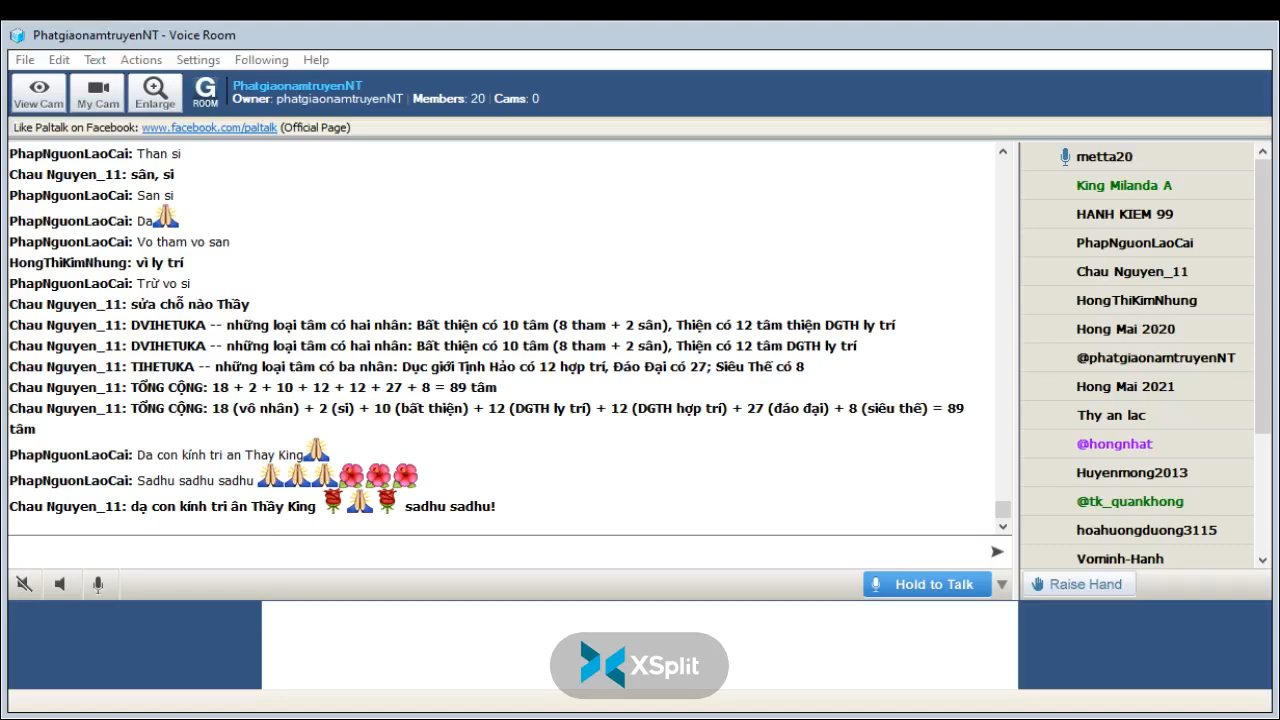 PhatgiaonamtruyenNT - Voice Room
File Edit Text Actions Settings Following Help
View Cam My Cam Enlarge G ROOM
PhatgiaonamtruyenNT
Owner: phatgiaonamtruyenNT | Members: 20 | Cams: 0
Like Paltalk on Facebook: www.facebook.com/paltalk (Official Page)
PhapNguonLaoCai: Than si
Chau Nguyen_11: sân, si
PhapNguonLaoCai: San si
PhapNguonLaoCai: Da
PhapNguonLaoCai: Vo tham vo san
HongThiKimNhung: vì ly trí
PhapNguonLaoCai: Trừ vo si
Chau Nguyen_11: sửa chỗ nào Thầy
Chau Nguyen_11: DVIHETUKA -- những loại tâm có hai nhân: Bất thiện có 10 tâm (8 tham + 2 sân), Thiện có 12 tâm thiện DGTH ly trí
Chau Nguyen_11: DVIHETUKA -- những loại tâm có hai nhân: Bất thiện có 10 tâm (8 tham + 2 sân), Thiện có 12 tâm DGTH ly trí
Chau Nguyen_11: TIHETUKA -- những loại tâm có ba nhân: Dục giới Tịnh Hảo có 12 hợp trí, Đáo Đại có 27; Siêu Thế có 8
Chau Nguyen_11: TỔNG CỘNG: 18 + 2 + 10 + 12 + 12 + 27 + 8 = 89 tâm
Chau Nguyen_11: TỔNG CỘNG: 18 (vô nhân) + 2 (si) + 10 (bất thiện) + 12 (DGTH ly trí) + 12 (DGTH hợp trí) + 27 (đáo đại) + 8 (siêu thế) = 89
tâm
PhapNguonLaoCai: Da con kính tri an Thay King
PhapNguonLaoCai: Sadhu sadhu sadhu
Chau Nguyen_11: dạ con kính tri ân Thầy King sadhu sadhu!
Hold to Talk
metta20
King Milanda A
HANH KIEM 99
PhapNguonLaoCai
Chau Nguyen_11
HongThiKimNhung
Hong Mai 2020
@phatgiaonamtruyenNT
Hong Mai 2021
Thy an lac
@hongnhat
Huyenmong2013
@tk_quankhong
hoahuongduong3115
Vominh-Hanh
Raise Hand
XSplit